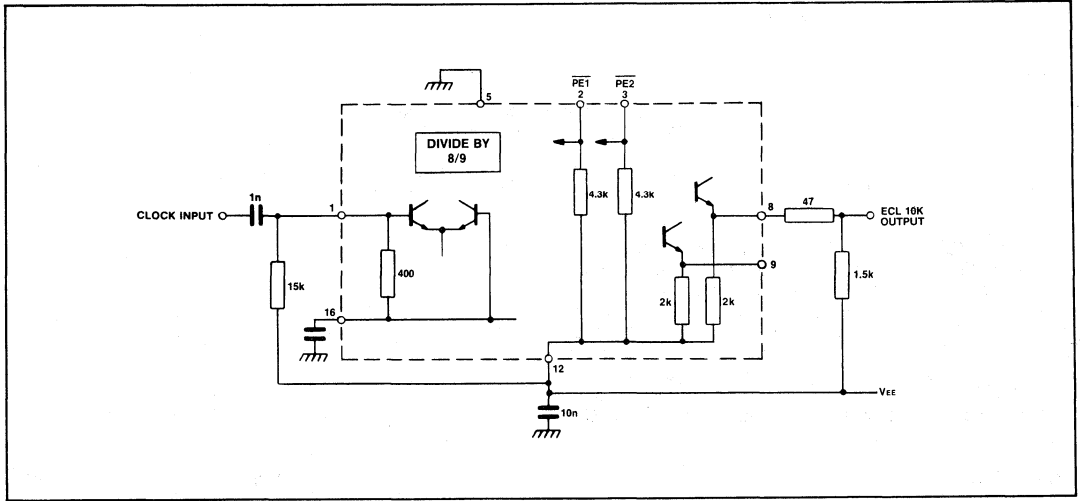 PE1
2
PE2
3
5
DIVIDE BY
8/9
4.3k
4.3k
1n
CLOCK INPUT
1
8
47
ECL 10K
OUTPUT
400
15k
9
1.5k
2k
2k
16
12
VEE
10n